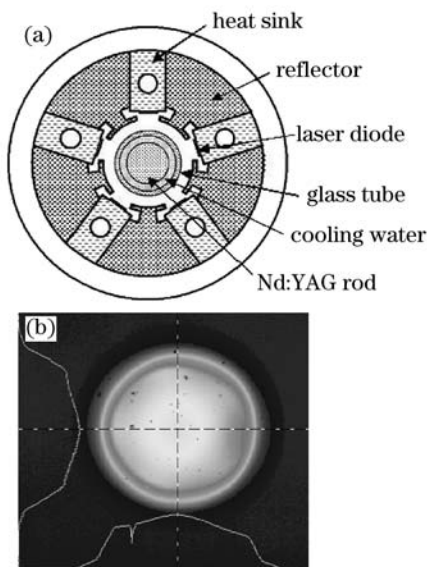 (a)
heat sink
reflector
laser diode
glass tube
cooling water
Nd:YAG rod
(b)